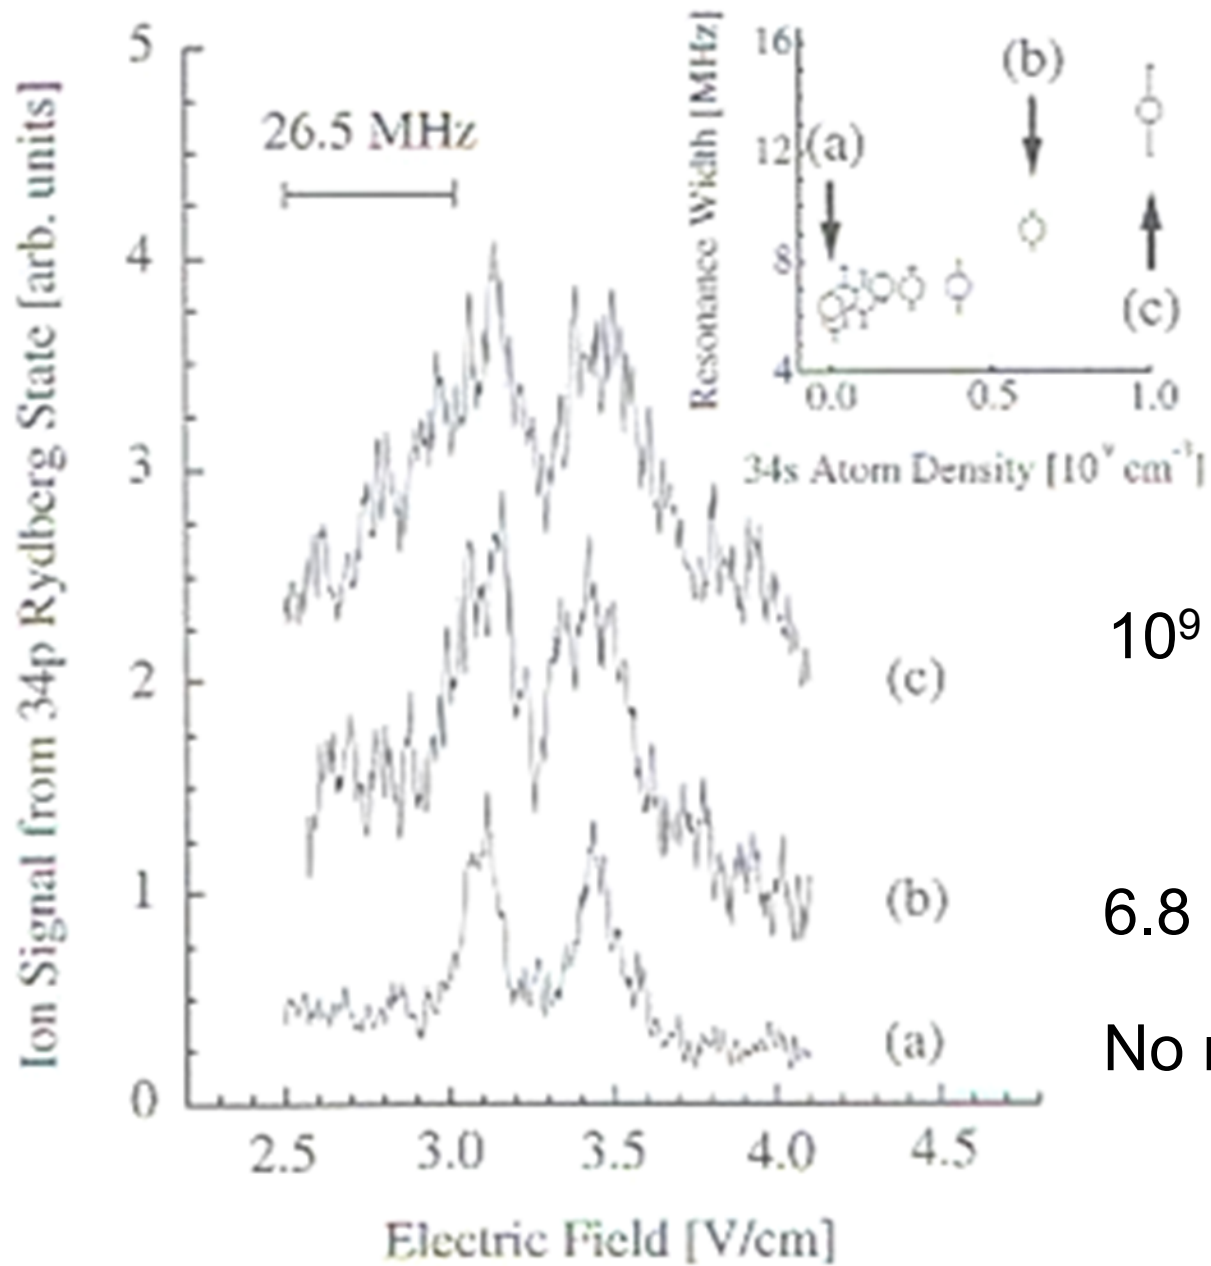 Ion Signal from 34p Rydberg State [arb. units]
5
4
3
2
1
0
26.5 MHz
(c)
(b)
(a)
2.5 3.0 3.5 4.0 4.5
Electric Field [V/cm]
Resonance Width [MHz]
16
12
8
4
(a)
(b)
(c)
0.0 0.5 1.0
34s Atom Density [10⁹ cm⁻³]
10⁹
6.8
No